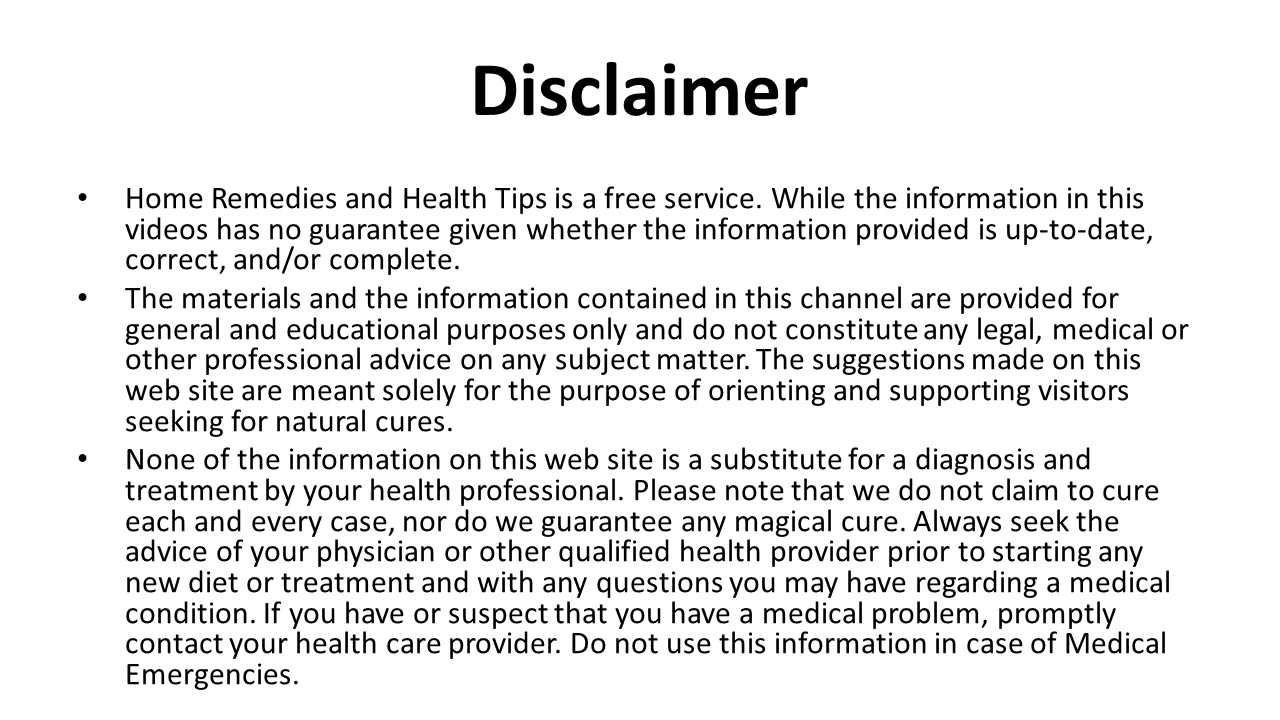 Disclaimer
• Home Remedies and Health Tips is a free service. While the information in this
videos has no guarantee given whether the information provided is up-to-date,
correct, and/or complete.
• The materials and the information contained in this channel are provided for
general and educational purposes only and do not constitute any legal, medical or
other professional advice on any subject matter. The suggestions made on this
web site are meant solely for the purpose of orienting and supporting visitors
seeking for natural cures.
• None of the information on this web site is a substitute for a diagnosis and
treatment by your health professional. Please note that we do not claim to cure
each and every case, nor do we guarantee any magical cure. Always seek the
advice of your physician or other qualified health provider prior to starting any
new diet or treatment and with any questions you may have regarding a medical
condition. If you have or suspect that you have a medical problem, promptly
contact your health care provider. Do not use this information in case of Medical
Emergencies.